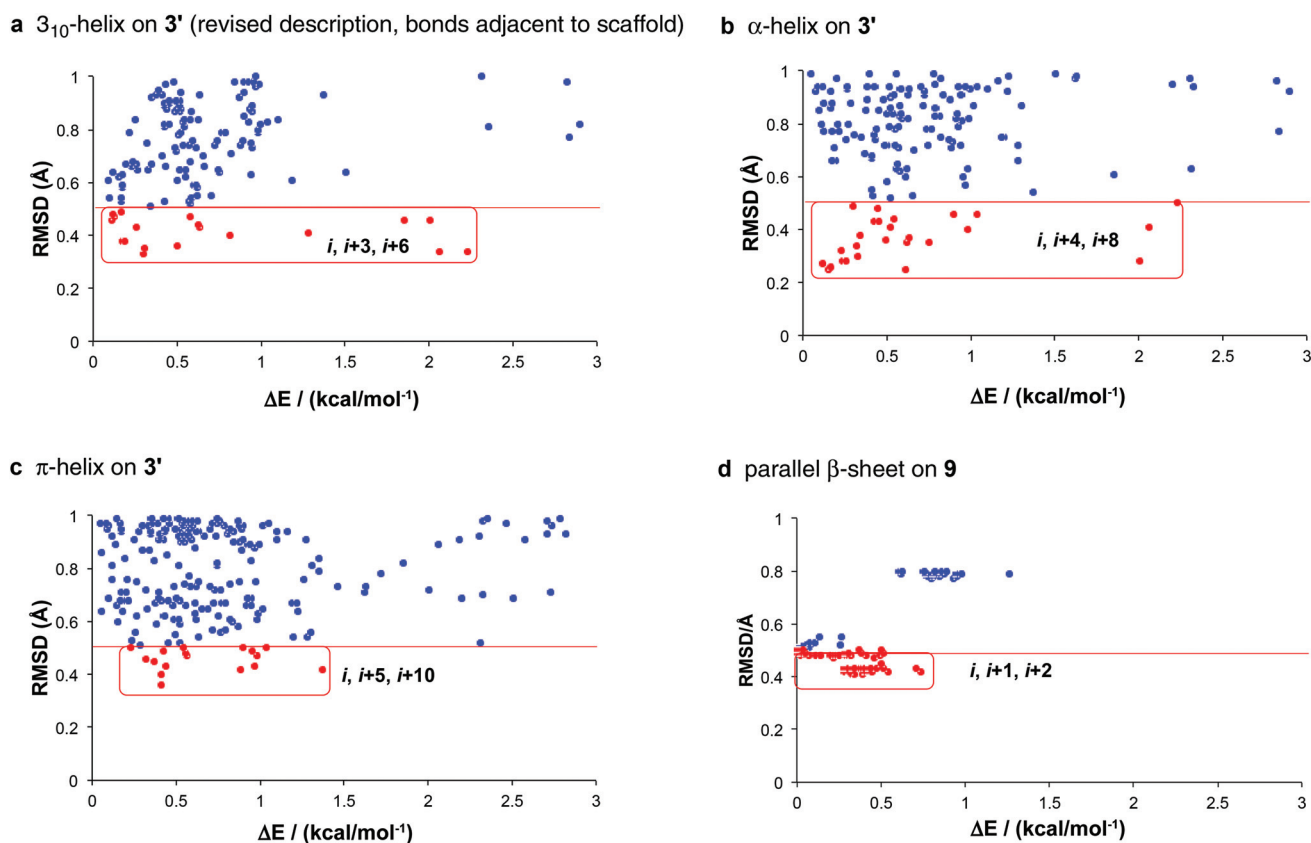 a 3₁₀-helix on 3' (revised description, bonds adjacent to scaffold)
RMSD (Å)
1
0.8
0.6
0.4
0.2
0
i, i+3, i+6
0 0.5 1 1.5 2 2.5 3
ΔE / (kcal/mol⁻¹)
b α-helix on 3'
RMSD (Å)
1
0.8
0.6
0.4
0.2
0
i, i+4, i+8
0 0.5 1 1.5 2 2.5 3
ΔE / (kcal/mol⁻¹)
c π-helix on 3'
RMSD (Å)
1
0.8
0.6
0.4
0.2
0
i, i+5, i+10
0 0.5 1 1.5 2 2.5 3
ΔE / (kcal/mol⁻¹)
d parallel β-sheet on 9
RMSD/Å
1
0.8
0.6
0.4
0.2
0
i, i+1, i+2
0 0.5 1 1.5 2 2.5 3
ΔE / (kcal/mol⁻¹)